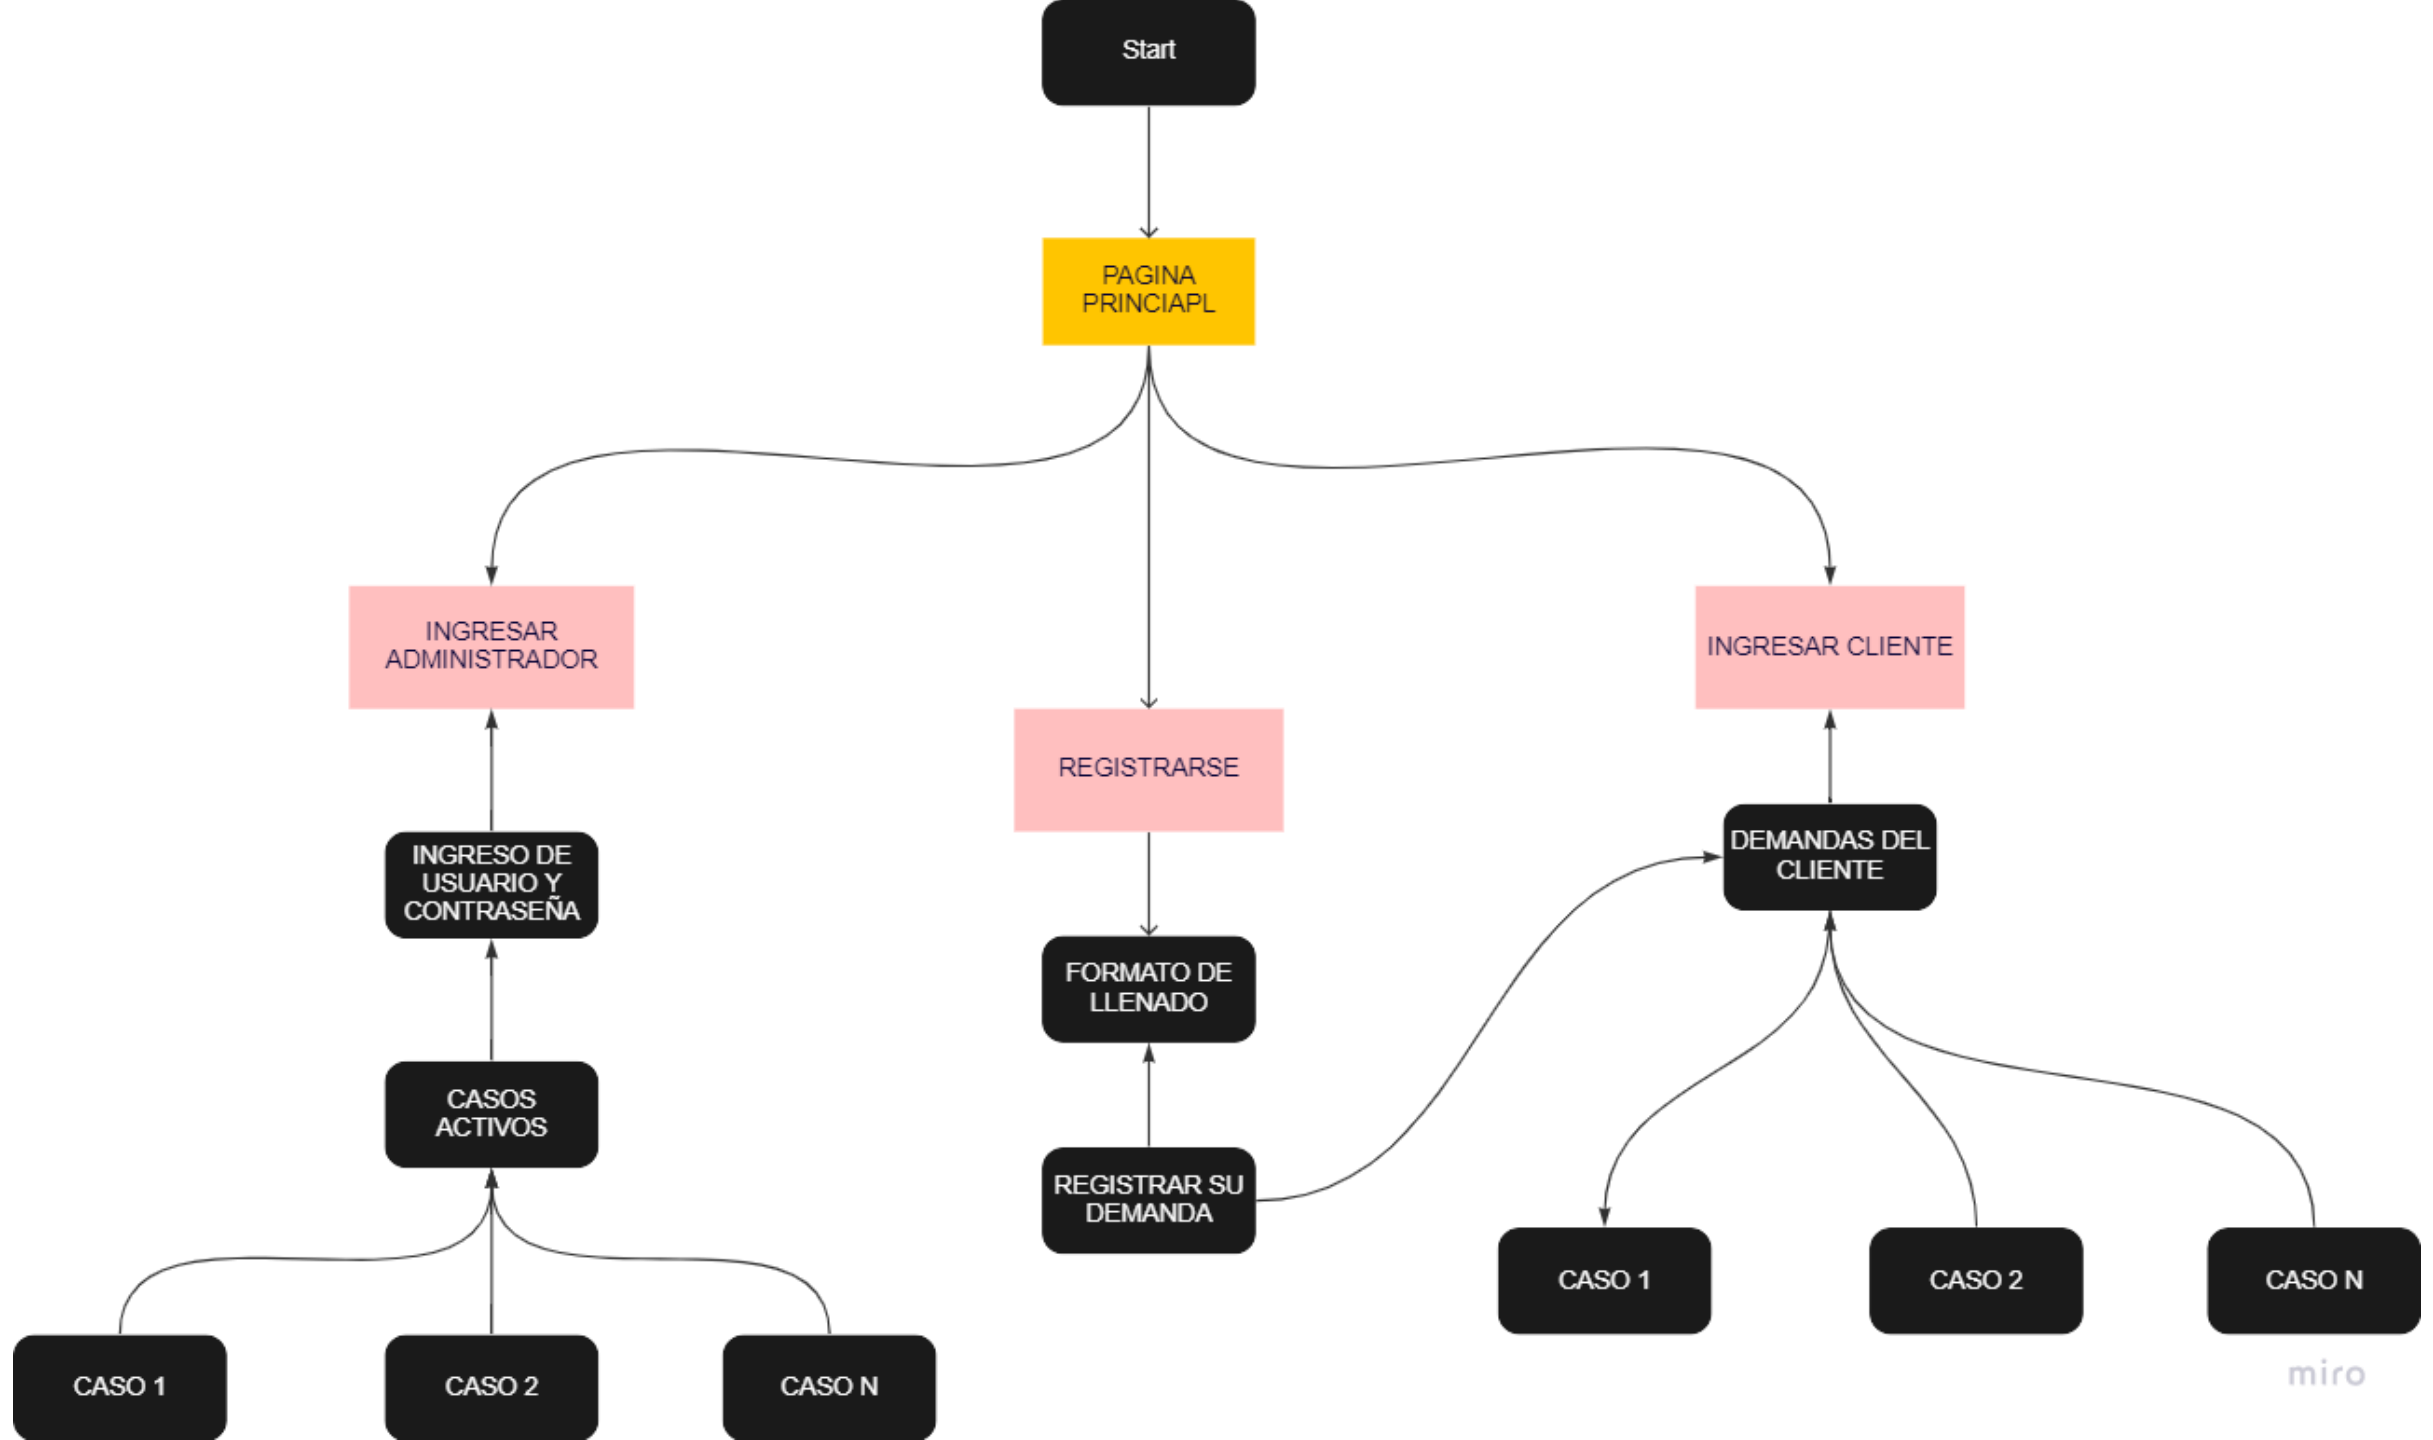 Start
PAGINA
PRINCIAPL
INGRESAR
ADMINISTRADOR
INGRESAR CLIENTE
REGISTRARSE
INGRESO DE
USUARIO Y
CONTRASEÑA
DEMANDAS DEL
CLIENTE
FORMATO DE
LLENADO
CASOS
ACTIVOS
REGISTRAR SU
DEMANDA
CASO 1
CASO 2
CASO N
CASO 1
CASO 2
CASO N
miro